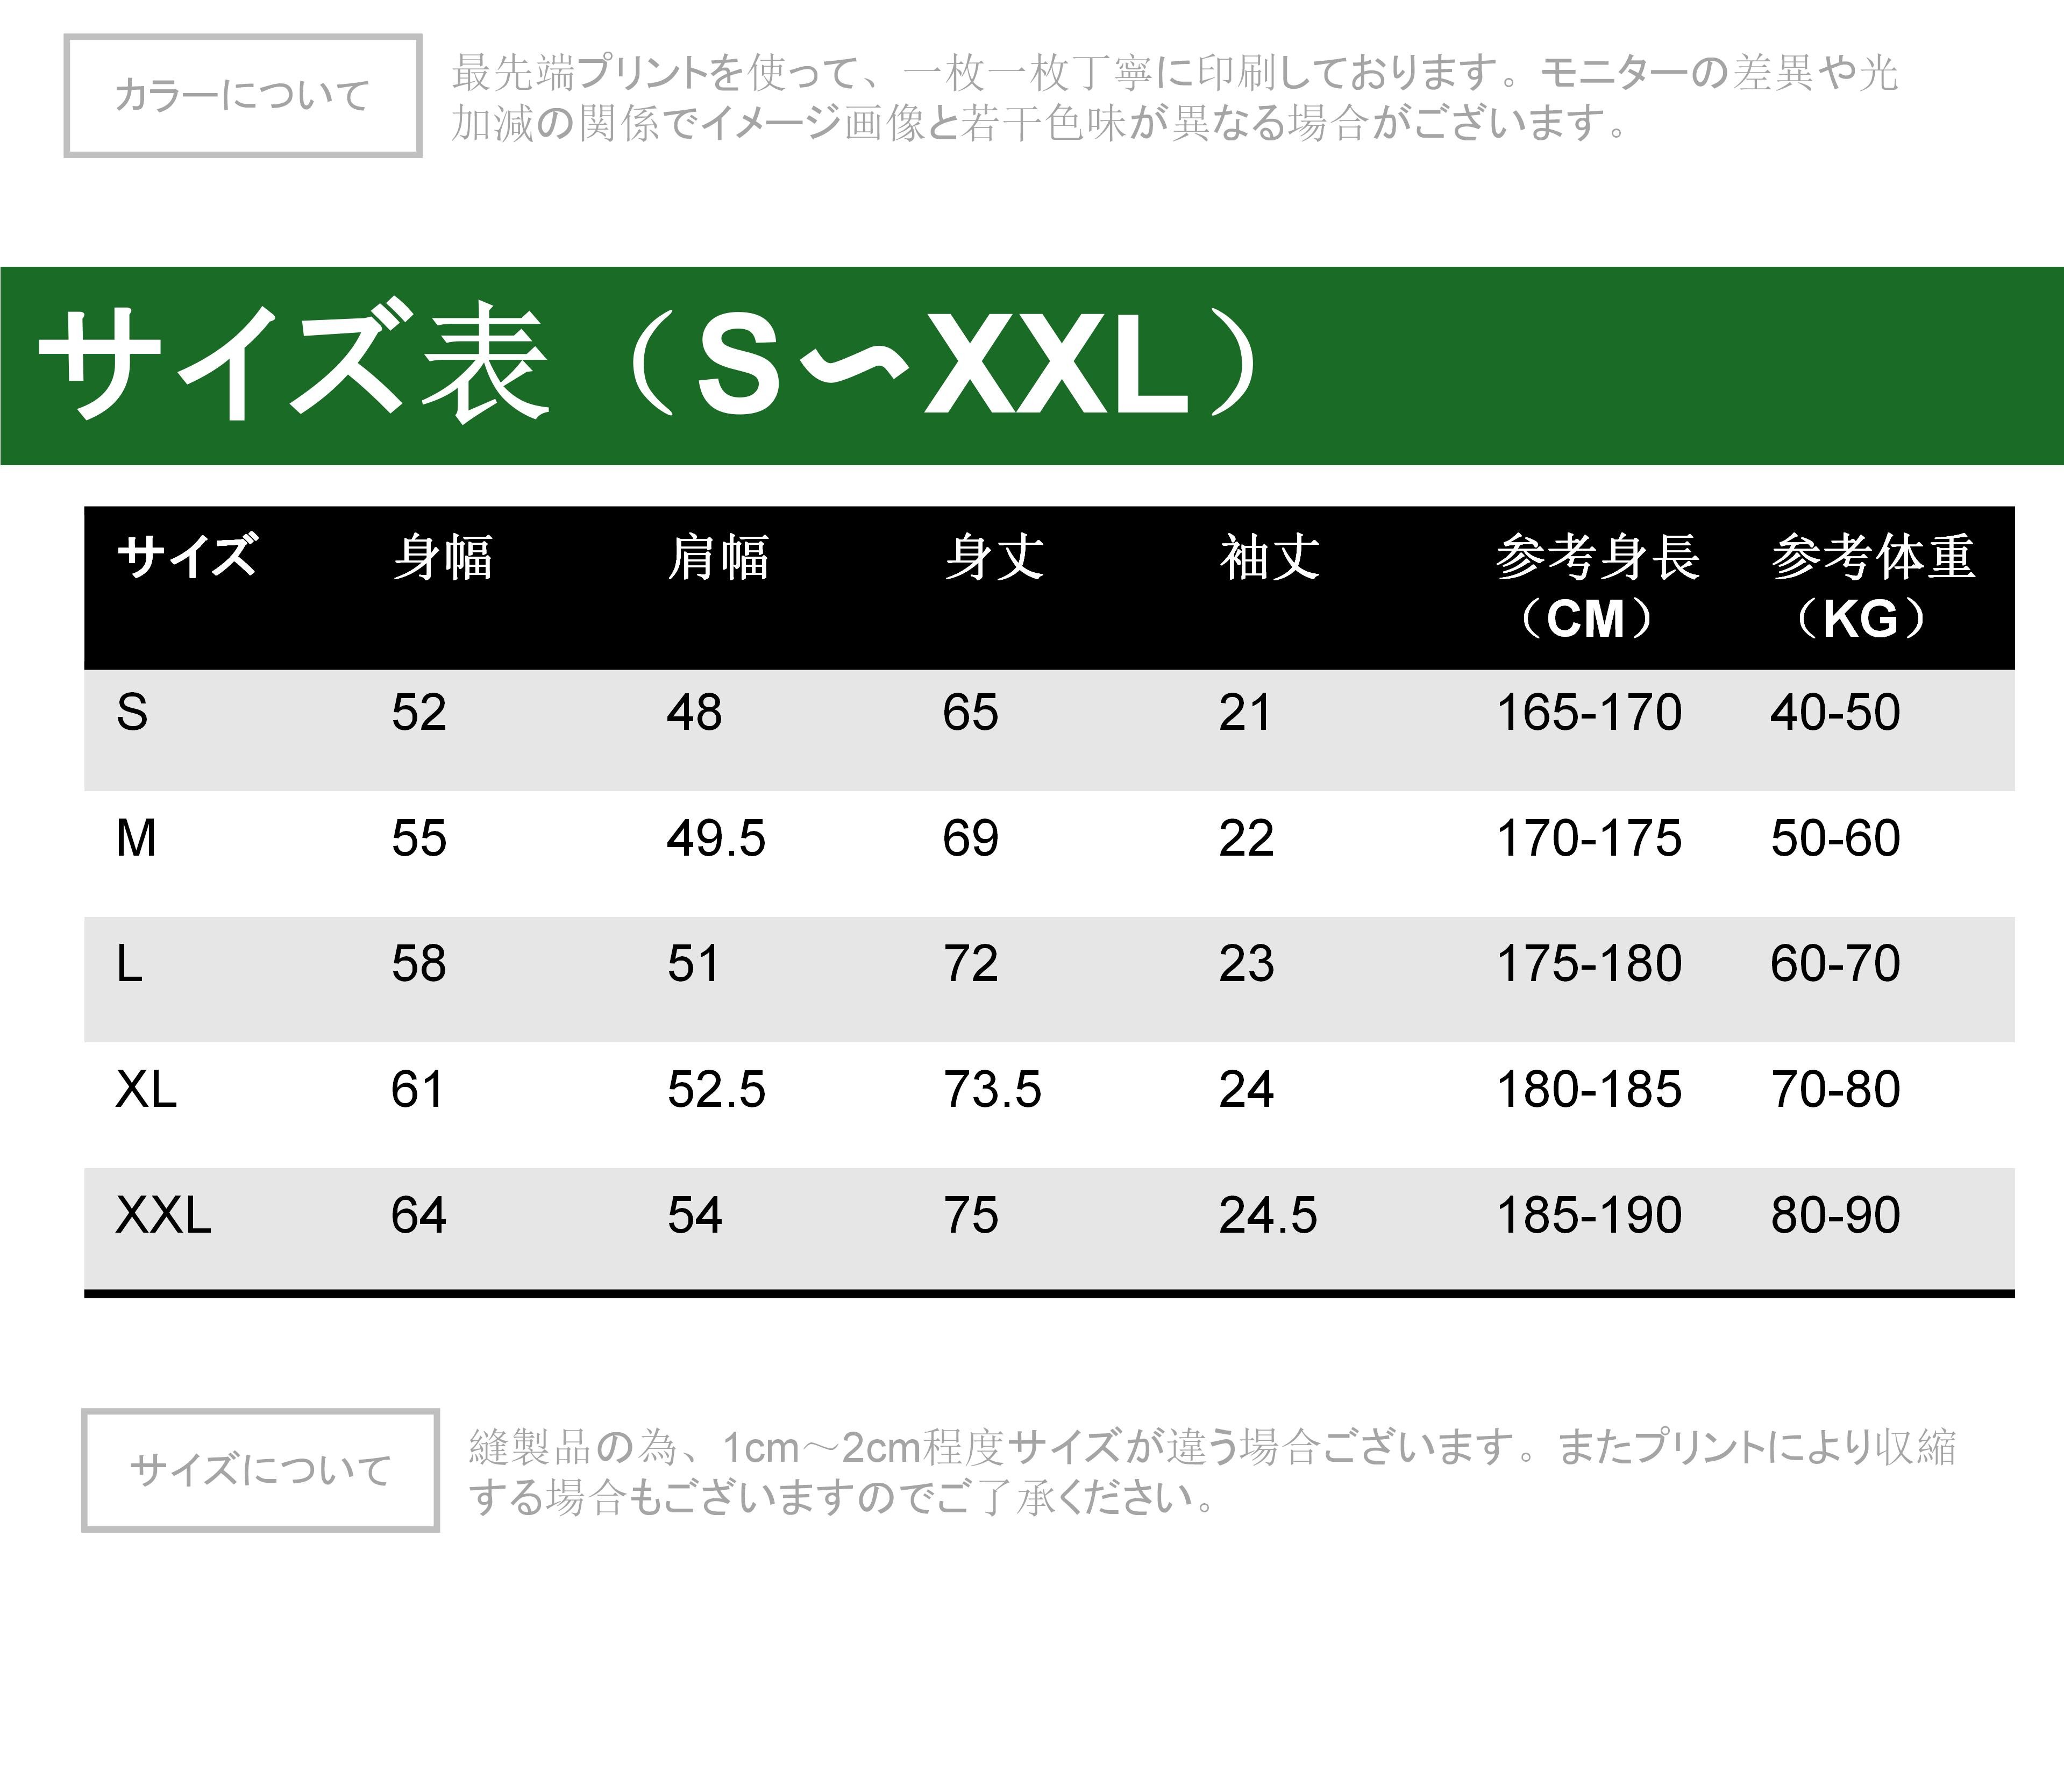 カラーについて
最先端プリントを使って、一枚一枚丁寧に印刷しております。モニターの差異や光
加減の関係でイメージ画像と若干色味が異なる場合がございます。
サイズ表（S～XXL）
サイズ 身幅 肩幅 身丈 袖丈 参考身長 参考体重
（CM） （KG）
S 52 48 65 21 165-170 40-50
M 55 49.5 69 22 170-175 50-60
L 58 51 72 23 175-180 60-70
XL 61 52.5 73.5 24 180-185 70-80
XXL 64 54 75 24.5 185-190 80-90
サイズについて
縫製品の為、1cm～2cm程度サイズが違う場合ございます。またプリントにより収縮
する場合もございますのでご了承ください。